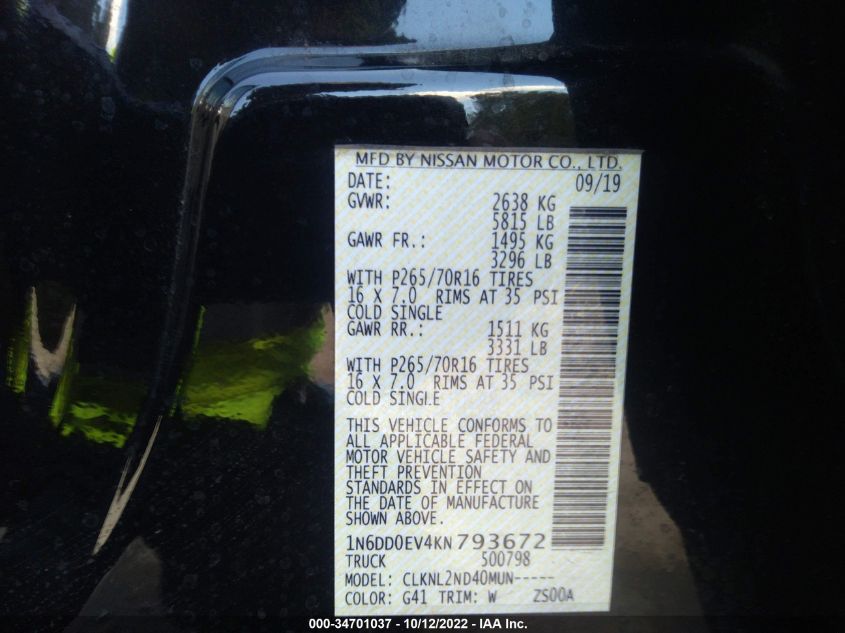 MFD BY NISSAN MOTOR CO., LTD.
DATE: 09/19
GVWR: 2638 KG
5815 LB
GAWR FR.: 1495 KG
3296 LB
WITH P265/70R16 TIRES
16 X 7.0 RIMS AT 35 PSI
COLD SINGLE
GAWR RR.: 1511 KG
3331 LB
WITH P265/70R16 TIRES
16 X 7.0 RIMS AT 35 PSI
COLD SINGLE
THIS VEHICLE CONFORMS TO
ALL APPLICABLE FEDERAL
MOTOR VEHICLE SAFETY AND
THEFT PREVENTION
STANDARDS IN EFFECT ON
THE DATE OF MANUFACTURE
SHOWN ABOVE.
1N6DD0EV4KN793672
TRUCK 500798
MODEL: CLKNL2ND40MUN-----
COLOR: G41 TRIM: W ZS00A
000-34701037 - 10/12/2022 - IAA Inc.